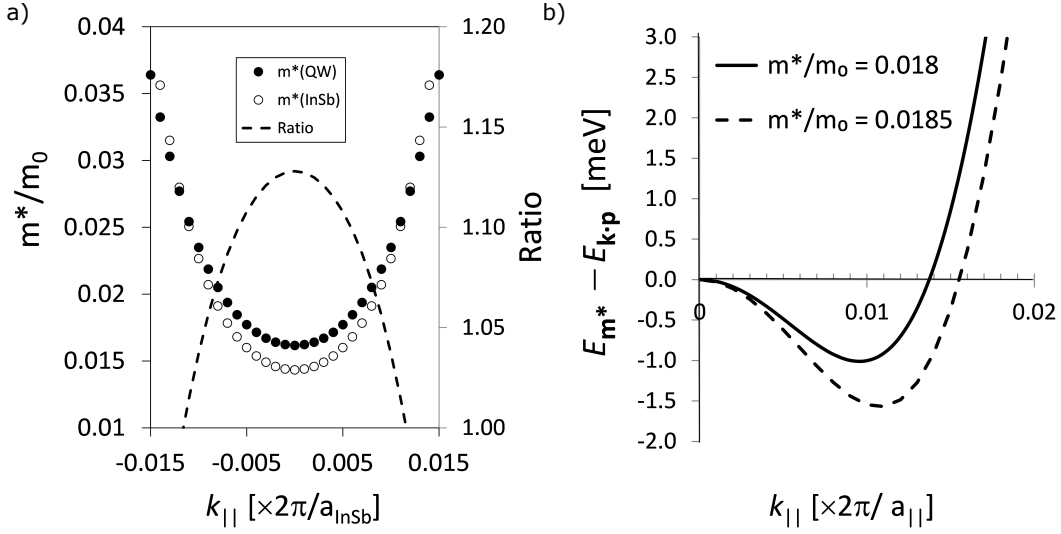 a)
0.04
0.035
0.03
0.025
0.02
0.015
0.01
m*/m₀
m*(QW)
m*(InSb)
Ratio
1.20
1.15
1.10
1.05
1.00
Ratio
-0.015
-0.005
0.005
0.015
k|| [×2π/aInSb]
b)
3.0
2.5
2.0
1.5
1.0
0.5
0.0
-0.5
-1.0
-1.5
-2.0
Em* − Ek·p [meV]
m*/m₀ = 0.018
m*/m₀ = 0.0185
0
0.01
0.02
k|| [×2π/ a||]